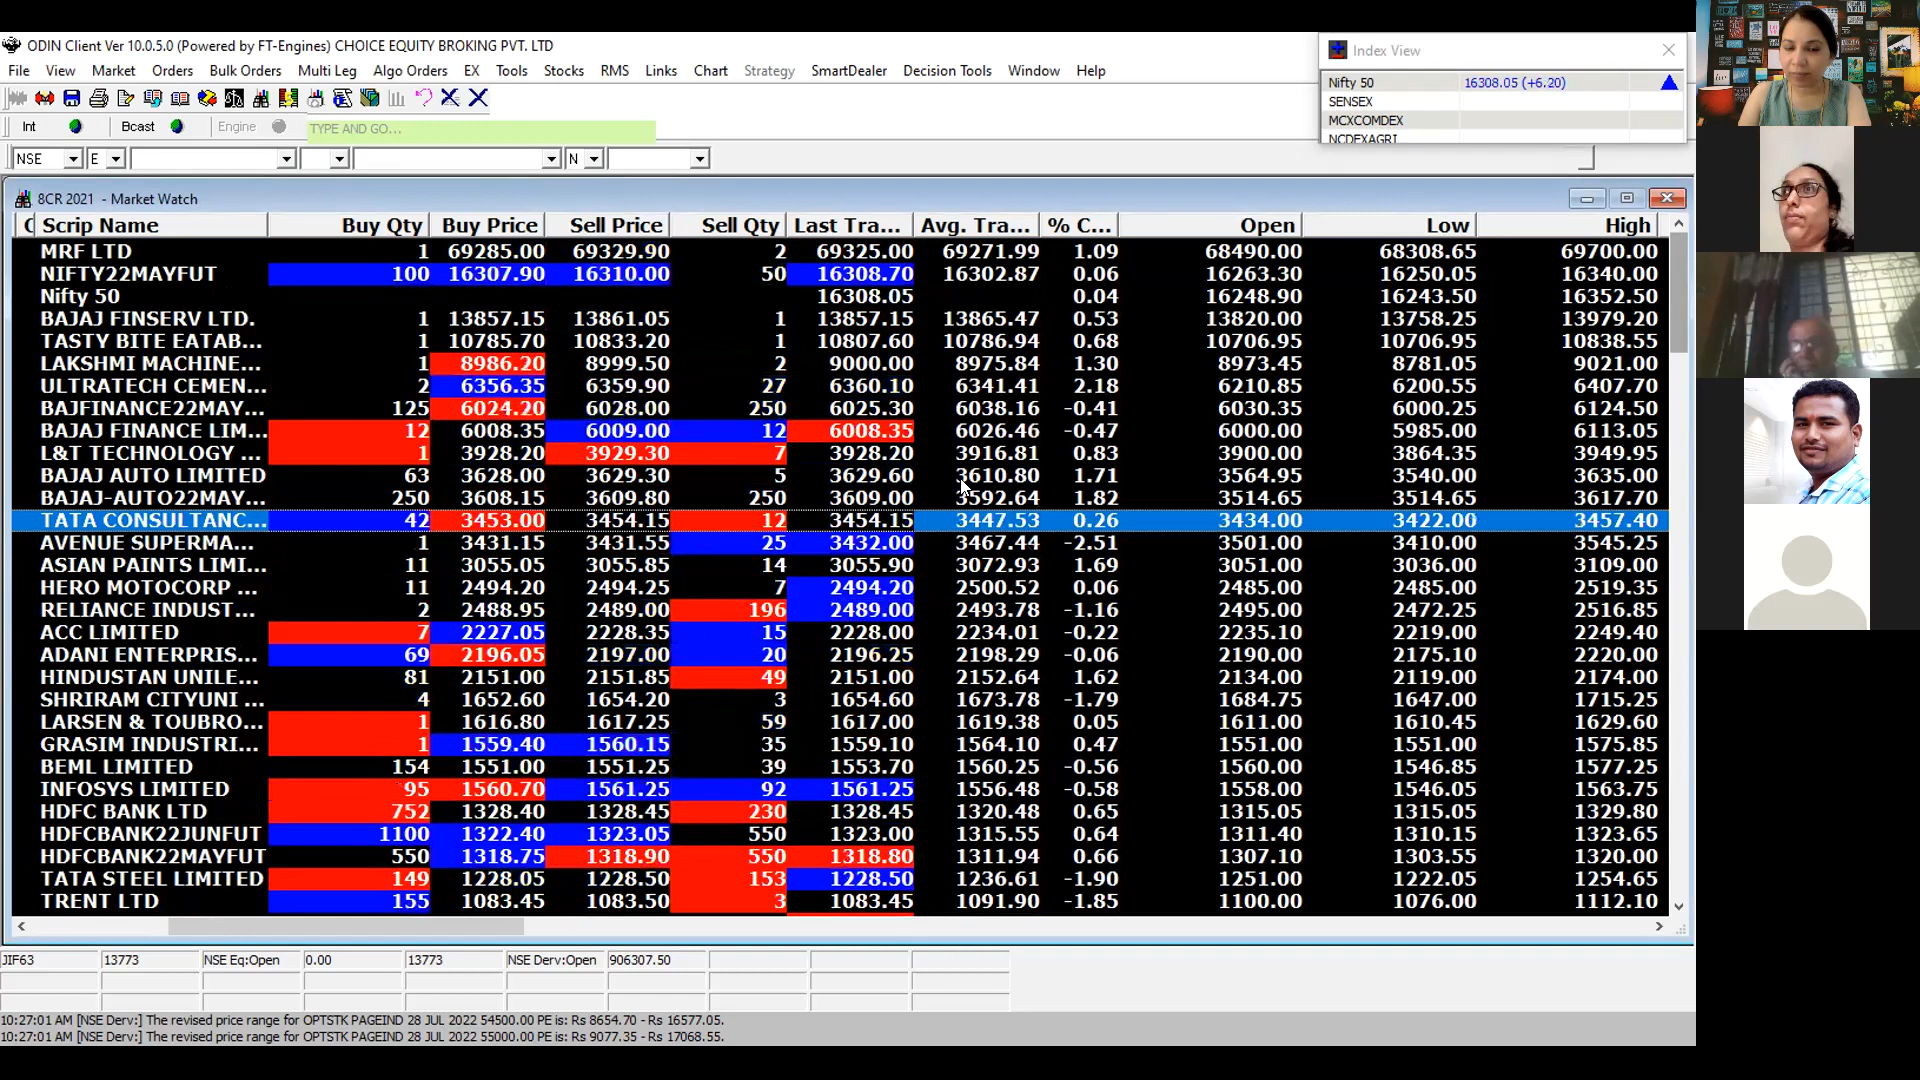 ODIN Client Ver 10.0.5.0 (Powered by FT-Engines) CHOICE EQUITY BROKING PVT. LTD
File View Market Orders Bulk Orders Multi Leg Algo Orders EX Tools Stocks RMS Links Chart Strategy SmartDealer Decision Tools Window Help
Index View
Nifty 50 16308.05 (+6.20)
SENSEX
MCXCOMDEX
NCDEXAGRI
Int Bcast Engine TYPE AND GO...
NSE E N
8CR 2021 - Market Watch
C Scrip Name Buy Qty Buy Price Sell Price Sell Qty Last Tra... Avg. Tra... % C... Open Low High
MRF LTD 1 69285.00 69329.90 2 69325.00 69271.99 1.09 68490.00 68308.65 69700.00
NIFTY22MAYFUT 100 16307.90 16310.00 50 16308.70 16302.87 0.06 16263.30 16250.05 16340.00
Nifty 50 16308.05 0.04 16248.90 16243.50 16352.50
BAJAJ FINSERV LTD. 1 13857.15 13861.05 1 13857.15 13865.47 0.53 13820.00 13758.25 13979.20
TASTY BITE EATAB... 1 10785.70 10833.20 1 10807.60 10786.94 0.68 10706.95 10706.95 10838.55
LAKSHMI MACHINE... 1 8986.20 8999.50 2 9000.00 8975.84 1.30 8973.45 8781.05 9021.00
ULTRATECH CEMEN... 2 6356.35 6359.90 27 6360.10 6341.41 2.18 6210.85 6200.55 6407.70
BAJFINANCE22MAY... 125 6024.20 6028.00 250 6025.30 6038.16 -0.41 6030.35 6000.25 6124.50
BAJAJ FINANCE LIM... 12 6008.35 6009.00 12 6008.35 6026.46 -0.47 6000.00 5985.00 6113.05
L&T TECHNOLOGY ... 1 3928.20 3929.30 7 3928.20 3916.81 0.83 3900.00 3864.35 3949.95
BAJAJ AUTO LIMITED 63 3628.00 3629.30 5 3629.60 3610.80 1.71 3564.95 3540.00 3635.00
BAJAJ-AUTO22MAY... 250 3608.15 3609.80 250 3609.00 3592.64 1.82 3514.65 3514.65 3617.70
TATA CONSULTANC... 42 3453.00 3454.15 12 3454.15 3447.53 0.26 3434.00 3422.00 3457.40
AVENUE SUPERMA... 1 3431.15 3431.55 25 3432.00 3467.44 -2.51 3501.00 3410.00 3545.25
ASIAN PAINTS LIMI... 11 3055.05 3055.85 14 3055.90 3072.93 1.69 3051.00 3036.00 3109.00
HERO MOTOCORP ... 11 2494.20 2494.25 7 2494.20 2500.52 0.06 2485.00 2485.00 2519.35
RELIANCE INDUST... 2 2488.95 2489.00 196 2489.00 2493.78 -1.16 2495.00 2472.25 2516.85
ACC LIMITED 7 2227.05 2228.35 15 2228.00 2234.01 -0.22 2235.10 2219.00 2249.40
ADANI ENTERPRIS... 69 2196.05 2197.00 20 2196.25 2198.29 -0.06 2190.00 2175.10 2220.00
HINDUSTAN UNILE... 81 2151.00 2151.85 49 2151.00 2152.64 1.62 2134.00 2119.00 2174.00
SHRIRAM CITYUNI ... 4 1652.60 1654.20 3 1654.60 1673.78 -1.79 1684.75 1647.00 1715.25
LARSEN & TOUBRO... 1 1616.80 1617.25 59 1617.00 1619.38 0.05 1611.00 1610.45 1629.60
GRASIM INDUSTRI... 1 1559.40 1560.15 35 1559.10 1564.10 0.47 1551.00 1551.00 1575.85
BEML LIMITED 154 1551.00 1551.25 39 1553.70 1560.25 -0.56 1560.00 1546.85 1577.25
INFOSYS LIMITED 95 1560.70 1561.25 92 1561.25 1556.48 -0.58 1558.00 1546.05 1563.75
HDFC BANK LTD 752 1328.40 1328.45 230 1328.45 1320.48 0.65 1315.05 1315.05 1329.80
HDFCBANK22JUNFUT 1100 1322.40 1323.05 550 1323.00 1315.55 0.64 1311.40 1310.15 1323.65
HDFCBANK22MAYFUT 550 1318.75 1318.90 550 1318.80 1311.94 0.66 1307.10 1303.55 1320.00
TATA STEEL LIMITED 149 1228.05 1228.50 153 1228.50 1236.61 -1.90 1251.00 1222.05 1254.65
TRENT LTD 155 1083.45 1083.50 3 1083.45 1091.90 -1.85 1100.00 1076.00 1112.10
JIF63 13773 NSE Eq:Open 0.00 13773 NSE Derv:Open 906307.50
10:27:01 AM [NSE Derv:] The revised price range for OPTSTK PAGEIND 28 JUL 2022 54500.00 PE is: Rs 8654.70 - Rs 16577.05.
10:27:01 AM [NSE Derv:] The revised price range for OPTSTK PAGEIND 28 JUL 2022 55000.00 PE is: Rs 9077.35 - Rs 17068.55.